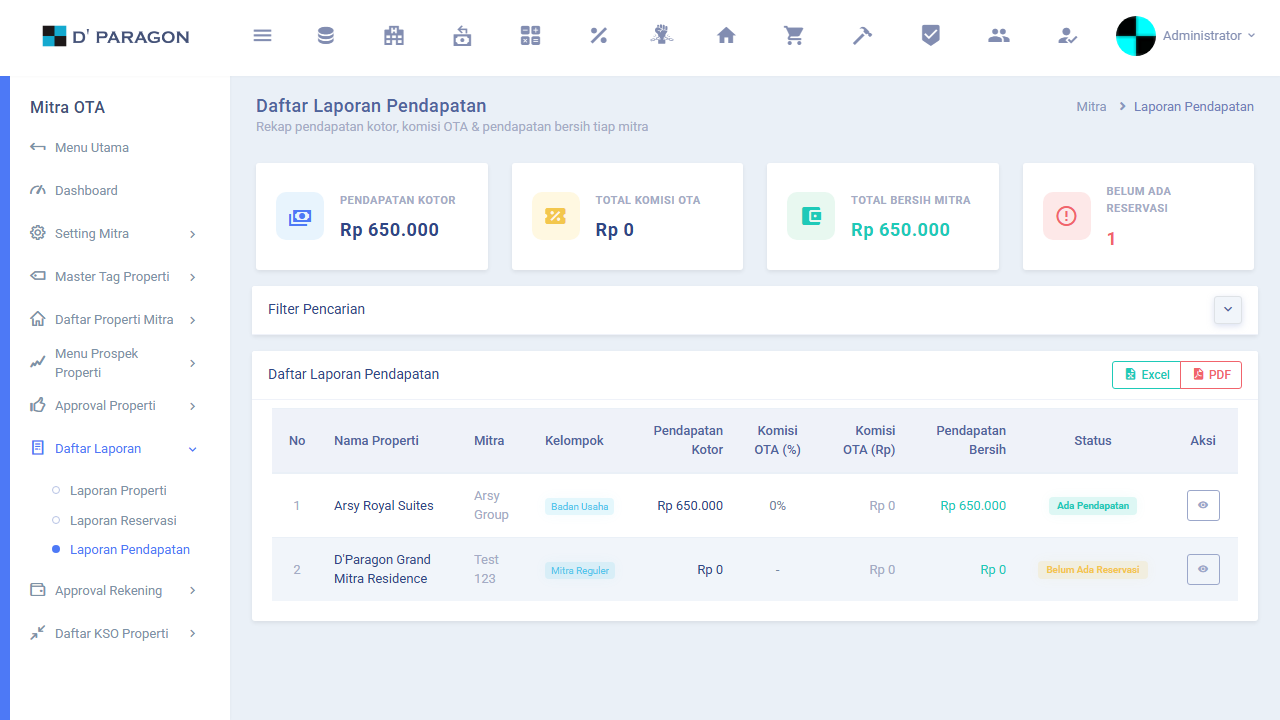 D' PARAGON
Administrator
Mitra OTA
Menu Utama
Dashboard
Setting Mitra
Master Tag Properti
Daftar Properti Mitra
Menu Prospek
Properti
Approval Properti
Daftar Laporan
Laporan Properti
Laporan Reservasi
Laporan Pendapatan
Approval Rekening
Daftar KSO Properti
Daftar Laporan Pendapatan
Rekap pendapatan kotor, komisi OTA & pendapatan bersih tiap mitra
Mitra > Laporan Pendapatan
PENDAPATAN KOTOR
Rp 650.000
TOTAL KOMISI OTA
Rp 0
TOTAL BERSIH MITRA
Rp 650.000
BELUM ADA
RESERVASI
1
Filter Pencarian
Daftar Laporan Pendapatan
Excel PDF
No Nama Properti Mitra Kelompok Pendapatan Kotor Komisi OTA (%) Komisi OTA (Rp) Pendapatan Bersih Status Aksi
1 Arsy Royal Suites Arsy Group Badan Usaha Rp 650.000 0% Rp 0 Rp 650.000 Ada Pendapatan
2 D'Paragon Grand Mitra Residence Test 123 Mitra Reguler Rp 0 - Rp 0 Rp 0 Belum Ada Reservasi